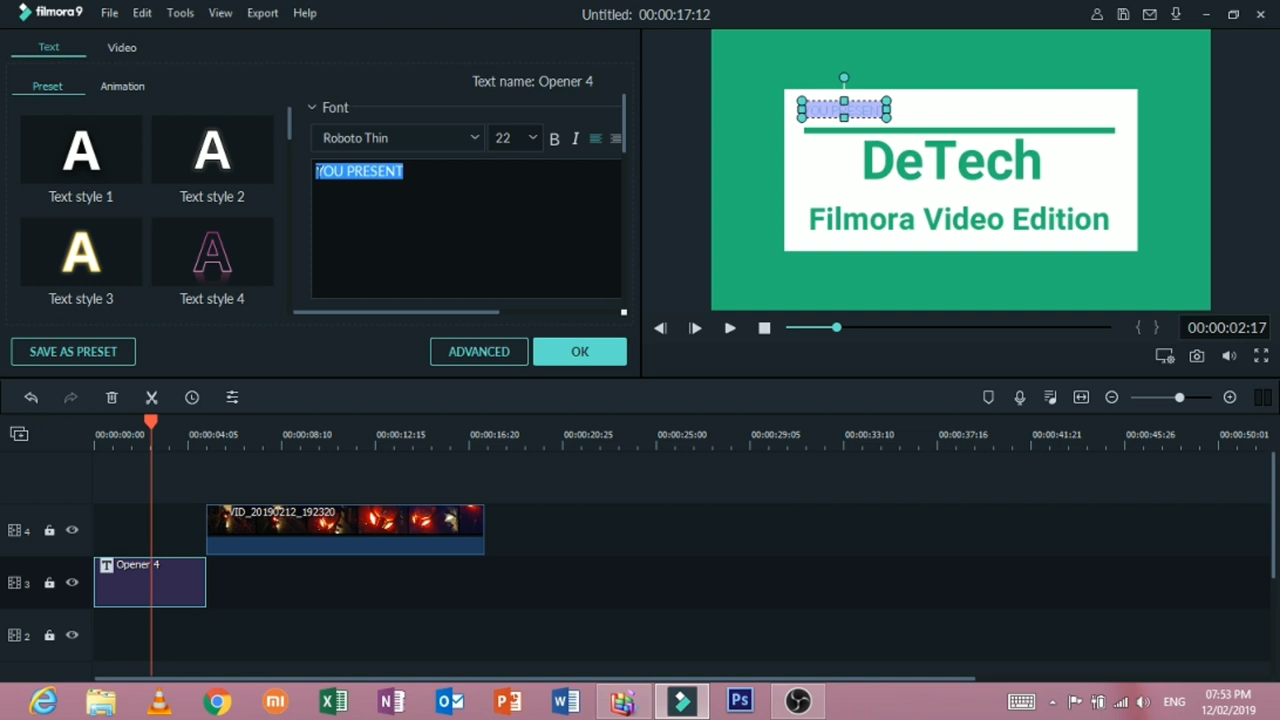 filmora9 File Edit Tools View Export Help Untitled: 00:00:17:12
Text Video
Preset Animation
Text name: Opener 4
Font
Roboto Thin 22 B I
YOU PRESENT
A A
Text style 1 Text style 2
A A
Text style 3 Text style 4
SAVE AS PRESET ADVANCED OK
YOU PRESENT
DeTech
Filmora Video Edition
{ } 00:00:02:17
00:00:00:00 00:00:04:05 00:00:08:10 00:00:12:15 00:00:16:20 00:00:20:25 00:00:25:00 00:00:29:05 00:00:33:10 00:00:37:16 00:00:41:21 00:00:45:26 00:00:50:01
4 VID_20190212_192320
3 T Opener 4
2
mi Ps ENG 07:53 PM
12/02/2019